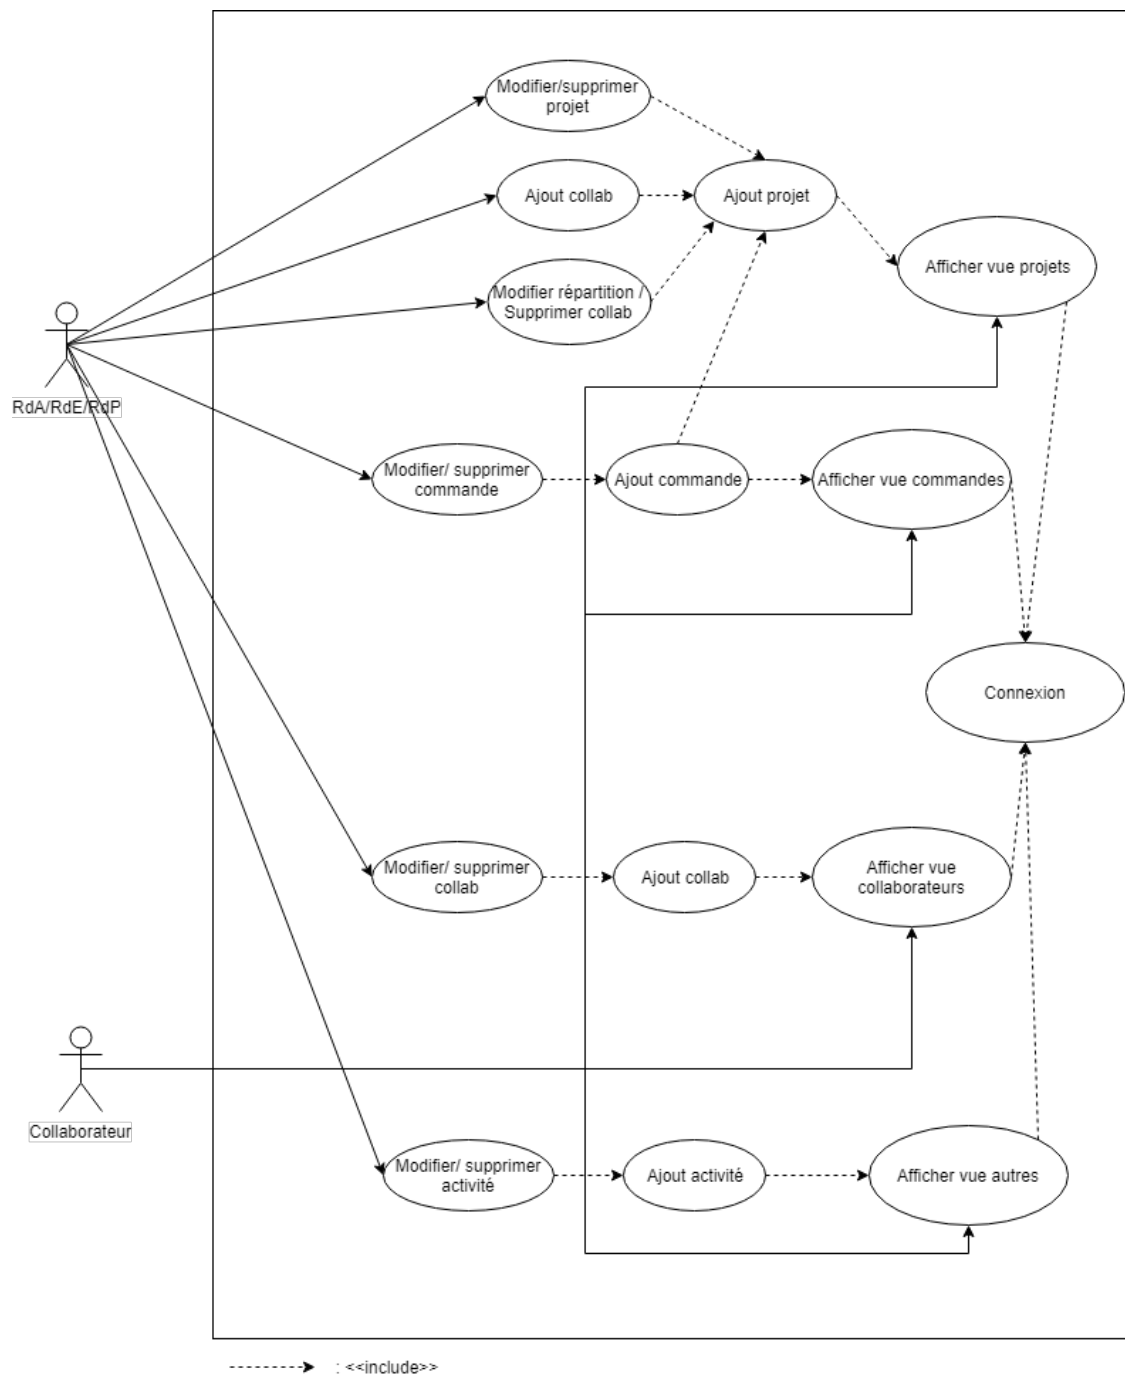 Modifier/supprimer
projet
Ajout collab
Ajout projet
Afficher vue projets
Modifier répartition /
Supprimer collab
RdA/RdE/RdP
Modifier/ supprimer
commande
Ajout commande
Afficher vue commandes
Connexion
Modifier/ supprimer
collab
Ajout collab
Afficher vue
collaborateurs
Collaborateur
Modifier/ supprimer
activité
Ajout activité
Afficher vue autres
: <<include>>